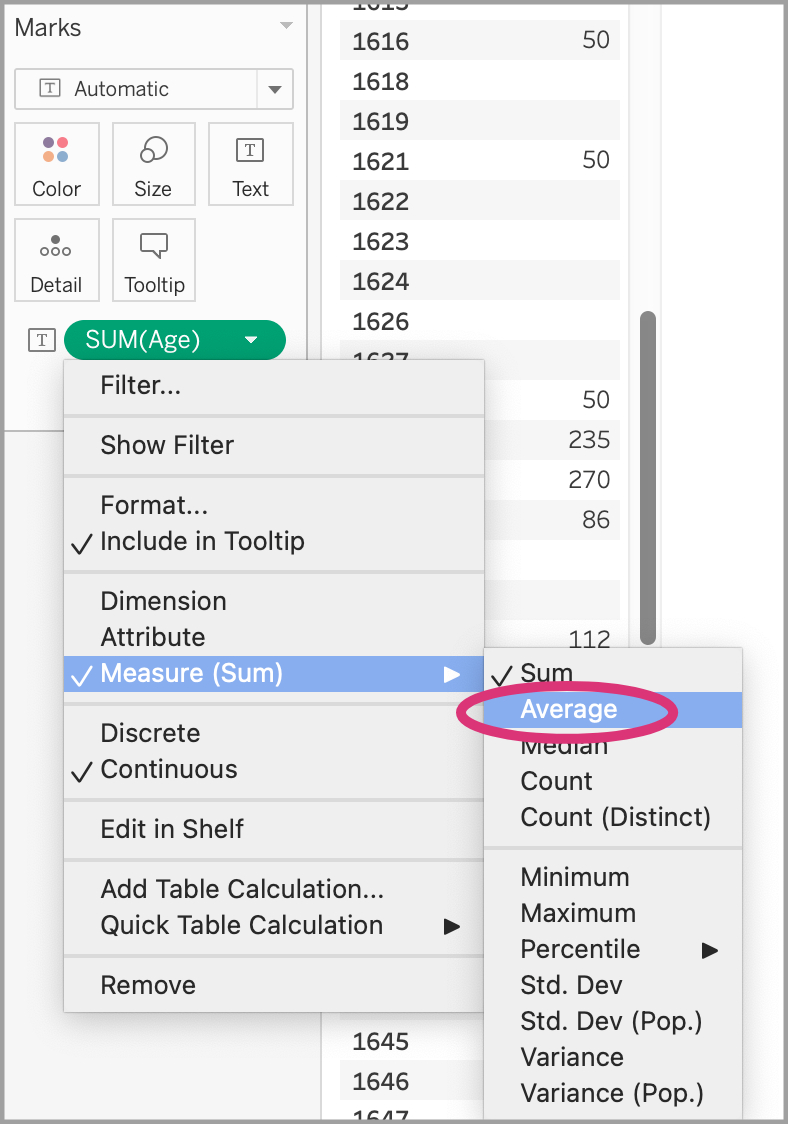 Marks
Automatic
Color
Size
T
Text
Detail
Tooltip
T
SUM(Age)
1615
1616 50
1618
1619
1621 50
1622
1623
1624
1626
1627
50
235
270
86
112
Filter...
Show Filter
Format...
Include in Tooltip
Dimension
Attribute
Measure (Sum)
Discrete
Continuous
Edit in Shelf
Add Table Calculation...
Quick Table Calculation
Remove
Sum
Average
Median
Count
Count (Distinct)
Minimum
Maximum
Percentile
Std. Dev
Std. Dev (Pop.)
Variance
Variance (Pop.)
1645
1646
1647